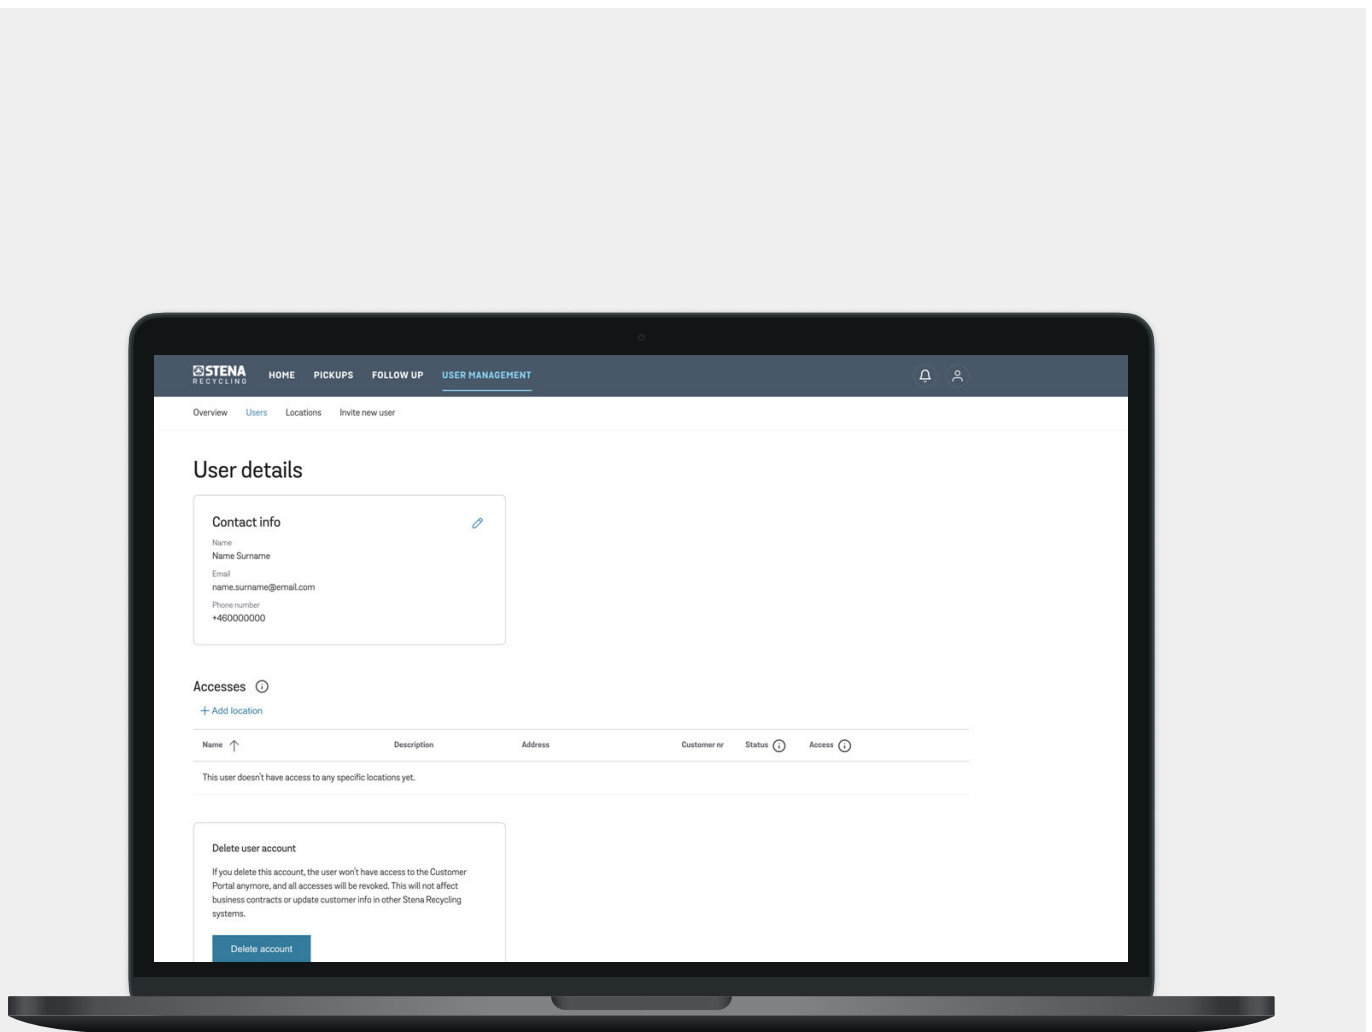 STENA
RECYCLING
HOME PICKUPS FOLLOW UP USER MANAGEMENT
Overview Users Locations Invite new user
User details
Contact info
Name
Name Surname
Email
name.surname@email.com
Phone number
+460000000
Accesses
+ Add location
Name Description Address Customer nr Status Access
This user doesn't have access to any specific locations yet.
Delete user account
If you delete this account, the user won't have access to the Customer
Portal anymore, and all accesses will be revoked. This will not affect
business contracts or update customer info in other Stena Recycling
systems.
Delete account